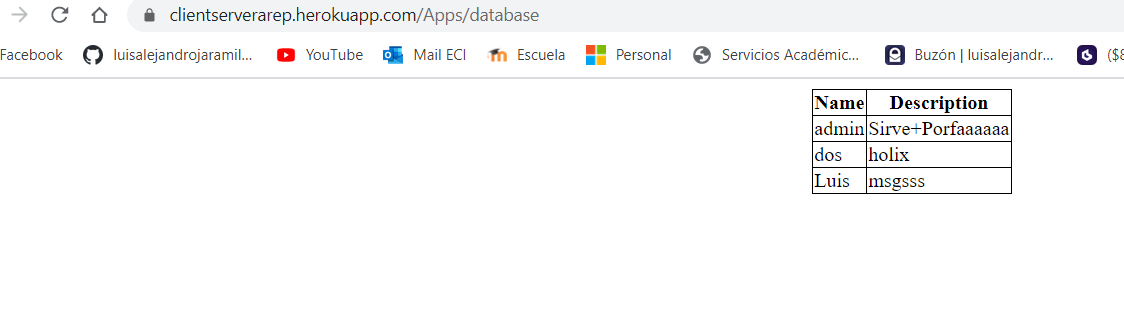 clientserverarep.herokuapp.com/Apps/database
Facebook luisalejandrojaramil... YouTube Mail ECI Escuela Personal Servicios Académic... Buzón | luisalejandr... ($8
Name Description
admin Sirve+Porfaaaaaa
dos holix
Luis msgsss